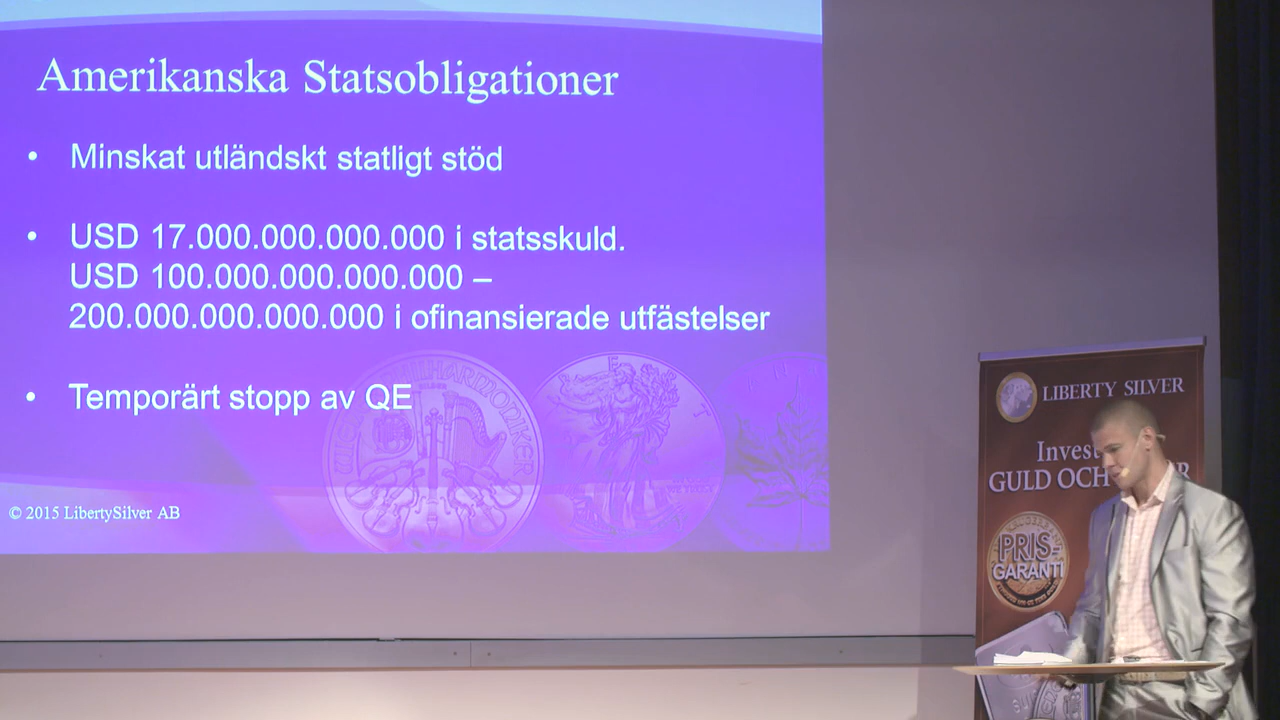 Amerikanska Statsobligationer
• Minskat utländskt statligt stöd
• USD 17.000.000.000.000 i statsskuld.
USD 100.000.000.000.000 –
200.000.000.000.000 i ofinansierade utfästelser
• Temporärt stopp av QE
PHILHARMONIKER
© 2015 LibertySilver AB
LIBERTY SILVER
Invest
GULD OCH
PRIS-
GARANTI